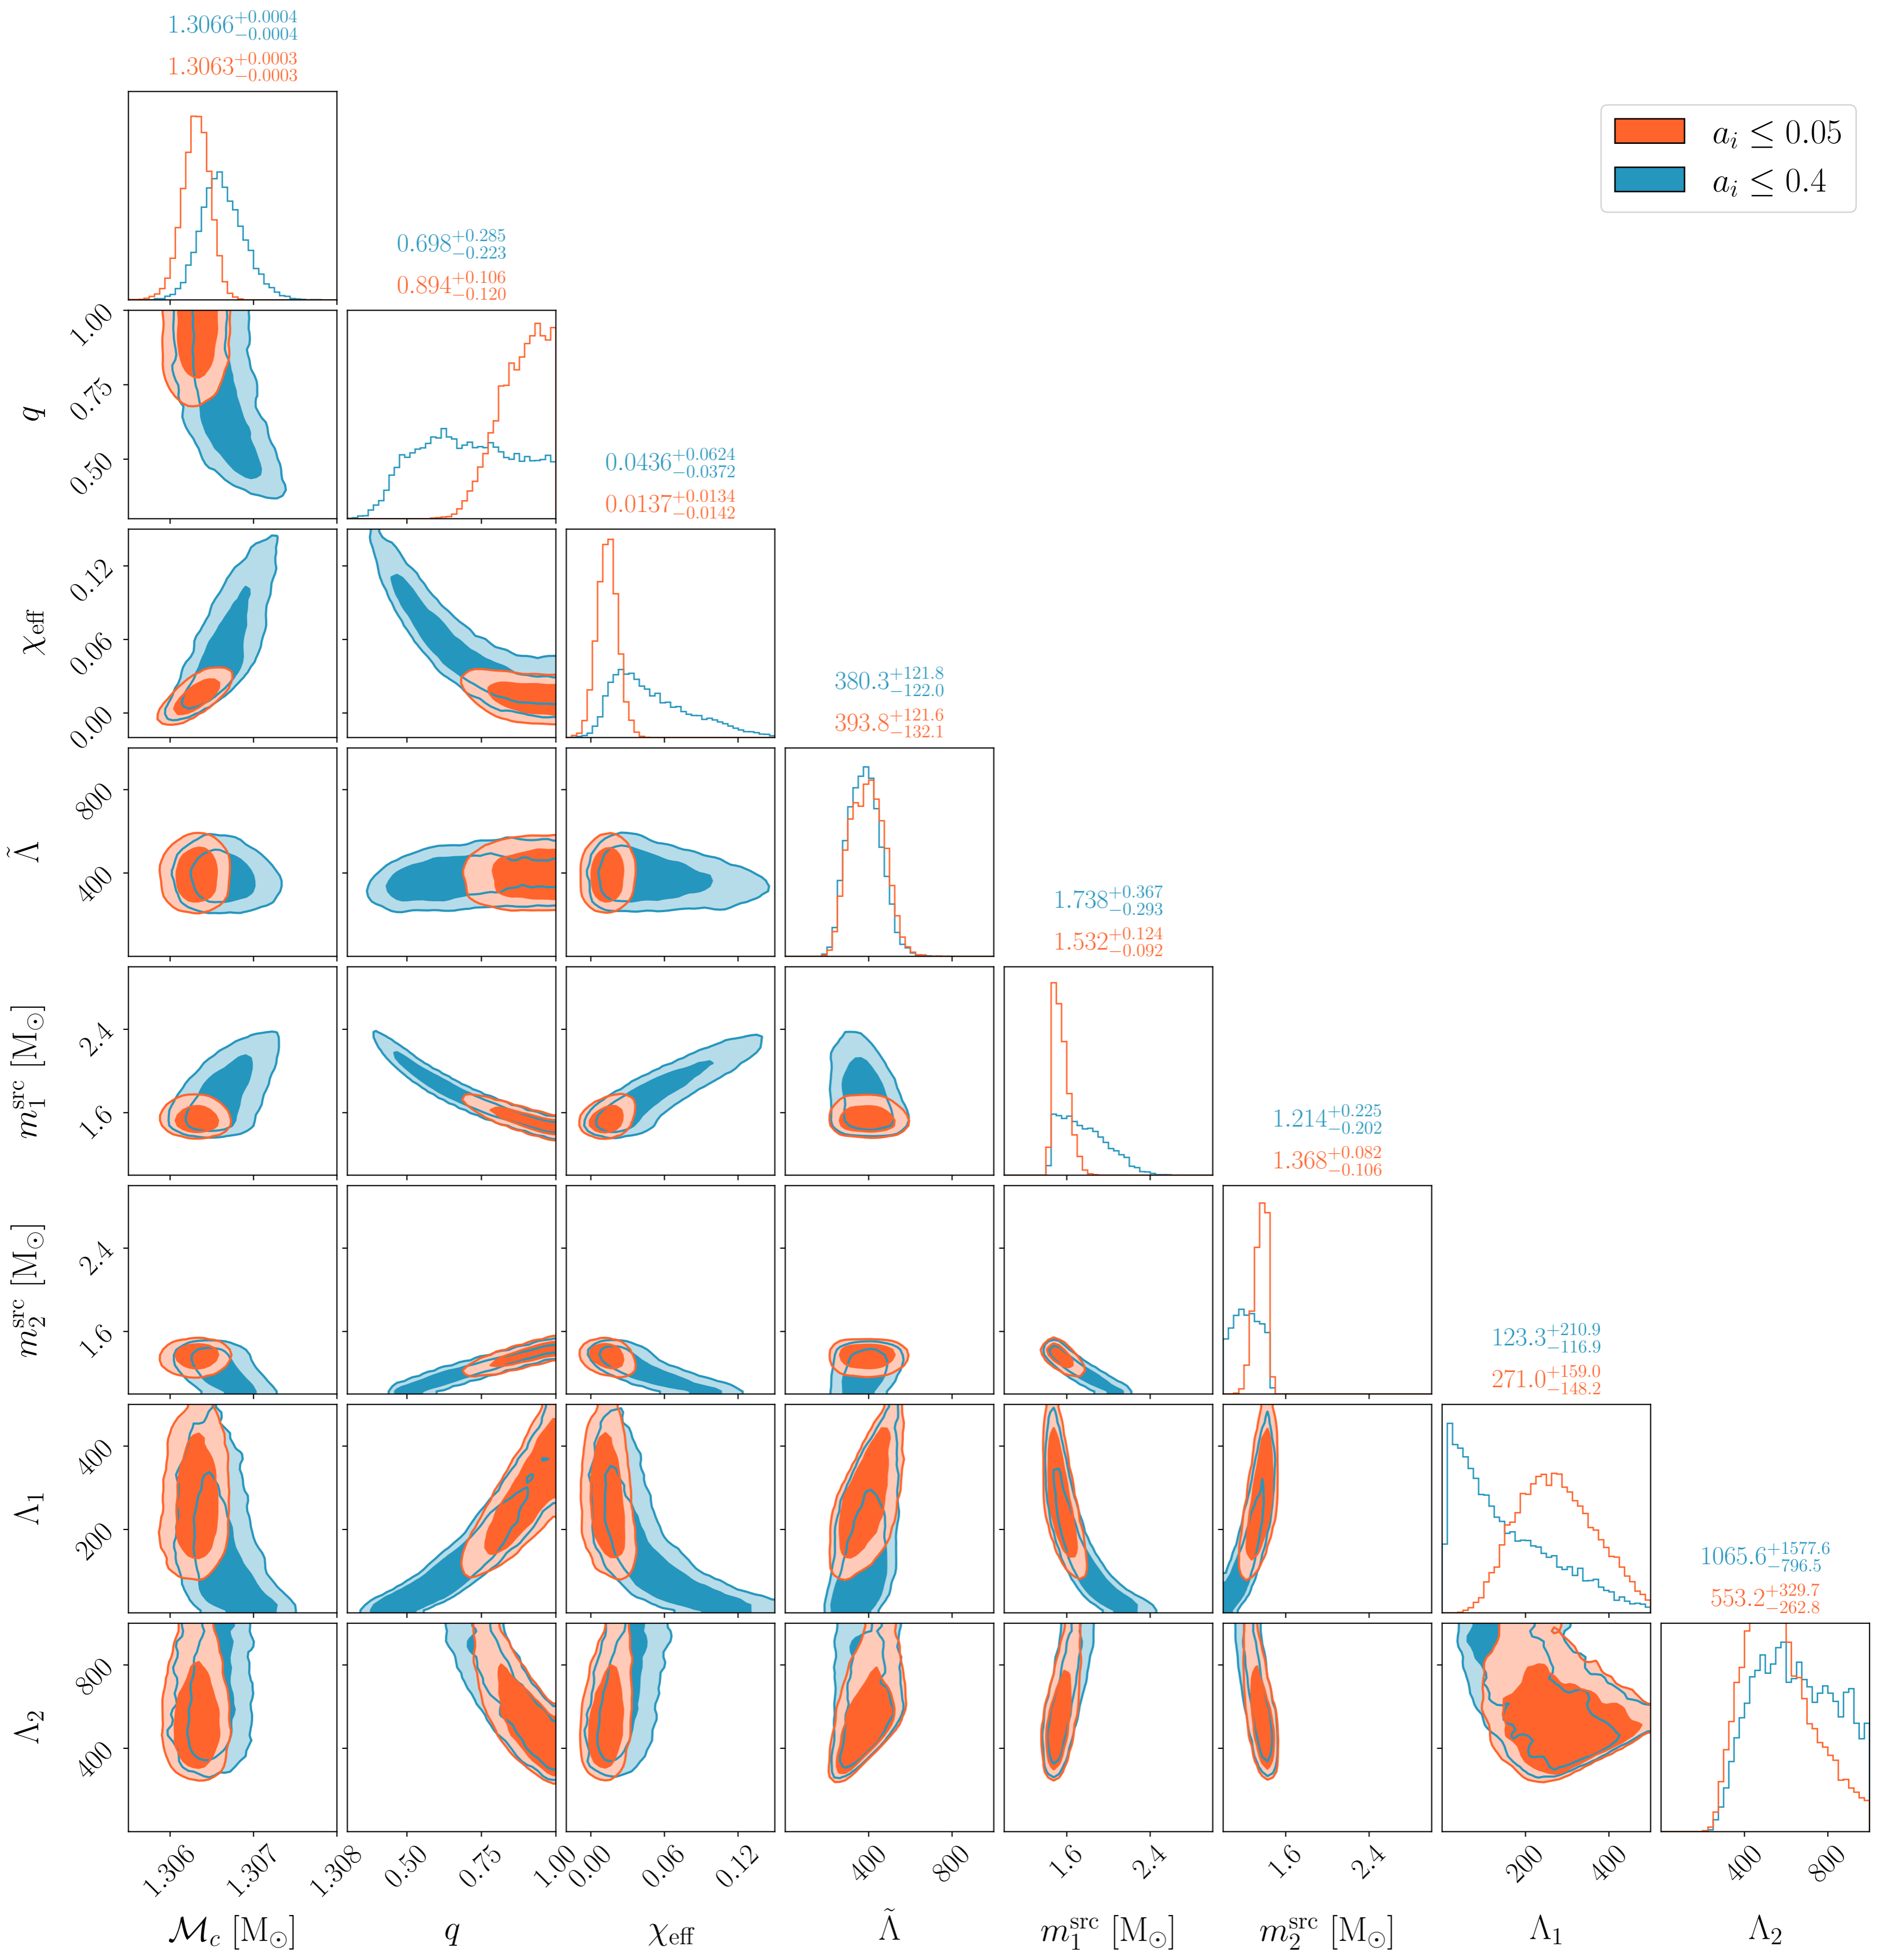 1.3066^{+0.0004}_{-0.0004}
1.3063^{+0.0003}_{-0.0003}
a_i ≤ 0.05
a_i ≤ 0.4
0.698^{+0.285}_{-0.223}
0.894^{+0.106}_{-0.120}
1.00
0.75
0.50
q
0.0436^{+0.0624}_{-0.0372}
0.0137^{+0.0134}_{-0.0142}
0.12
0.06
0.00
χ_eff
380.3^{+121.8}_{-122.0}
393.8^{+121.6}_{-132.1}
800
400
Λ̃
1.738^{+0.367}_{-0.293}
1.532^{+0.124}_{-0.092}
2.4
1.6
m_1^{src} [M_⊙]
1.214^{+0.225}_{-0.202}
1.368^{+0.082}_{-0.106}
2.4
1.6
m_2^{src} [M_⊙]
123.3^{+210.9}_{-116.9}
271.0^{+159.0}_{-148.2}
400
200
Λ_1
1065.6^{+1577.6}_{-796.5}
553.2^{+329.7}_{-262.8}
800
400
Λ_2
1.306 1.307 1.308 0.50 0.75 1.00 0.00 0.06 0.12 400 800 1.6 2.4 1.6 2.4 200 400 400 800
ℳ_c [M_⊙] q χ_eff Λ̃ m_1^{src} [M_⊙] m_2^{src} [M_⊙] Λ_1 Λ_2